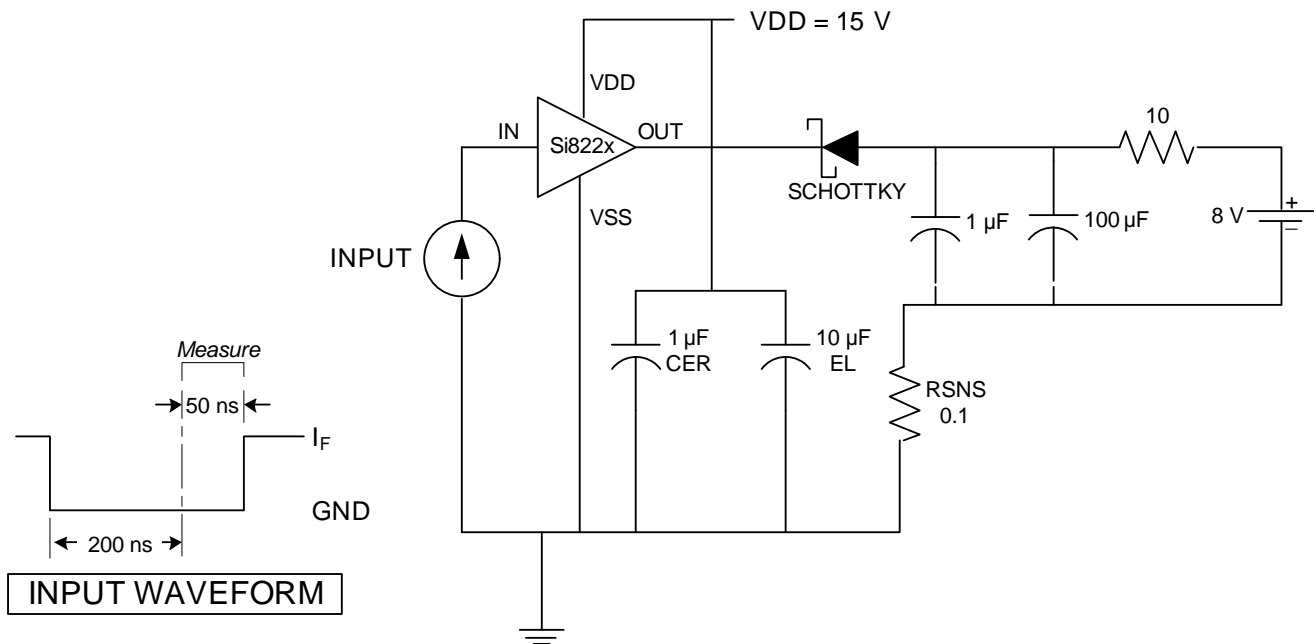 VDD = 15 V
VDD
10
IN
Si822x
OUT
SCHOTTKY
VSS
1 µF
100 µF
8 V
+
–
INPUT
1 µF
CER
10 µF
EL
RSNS
0.1
Measure
50 ns
IF
GND
200 ns
INPUT WAVEFORM